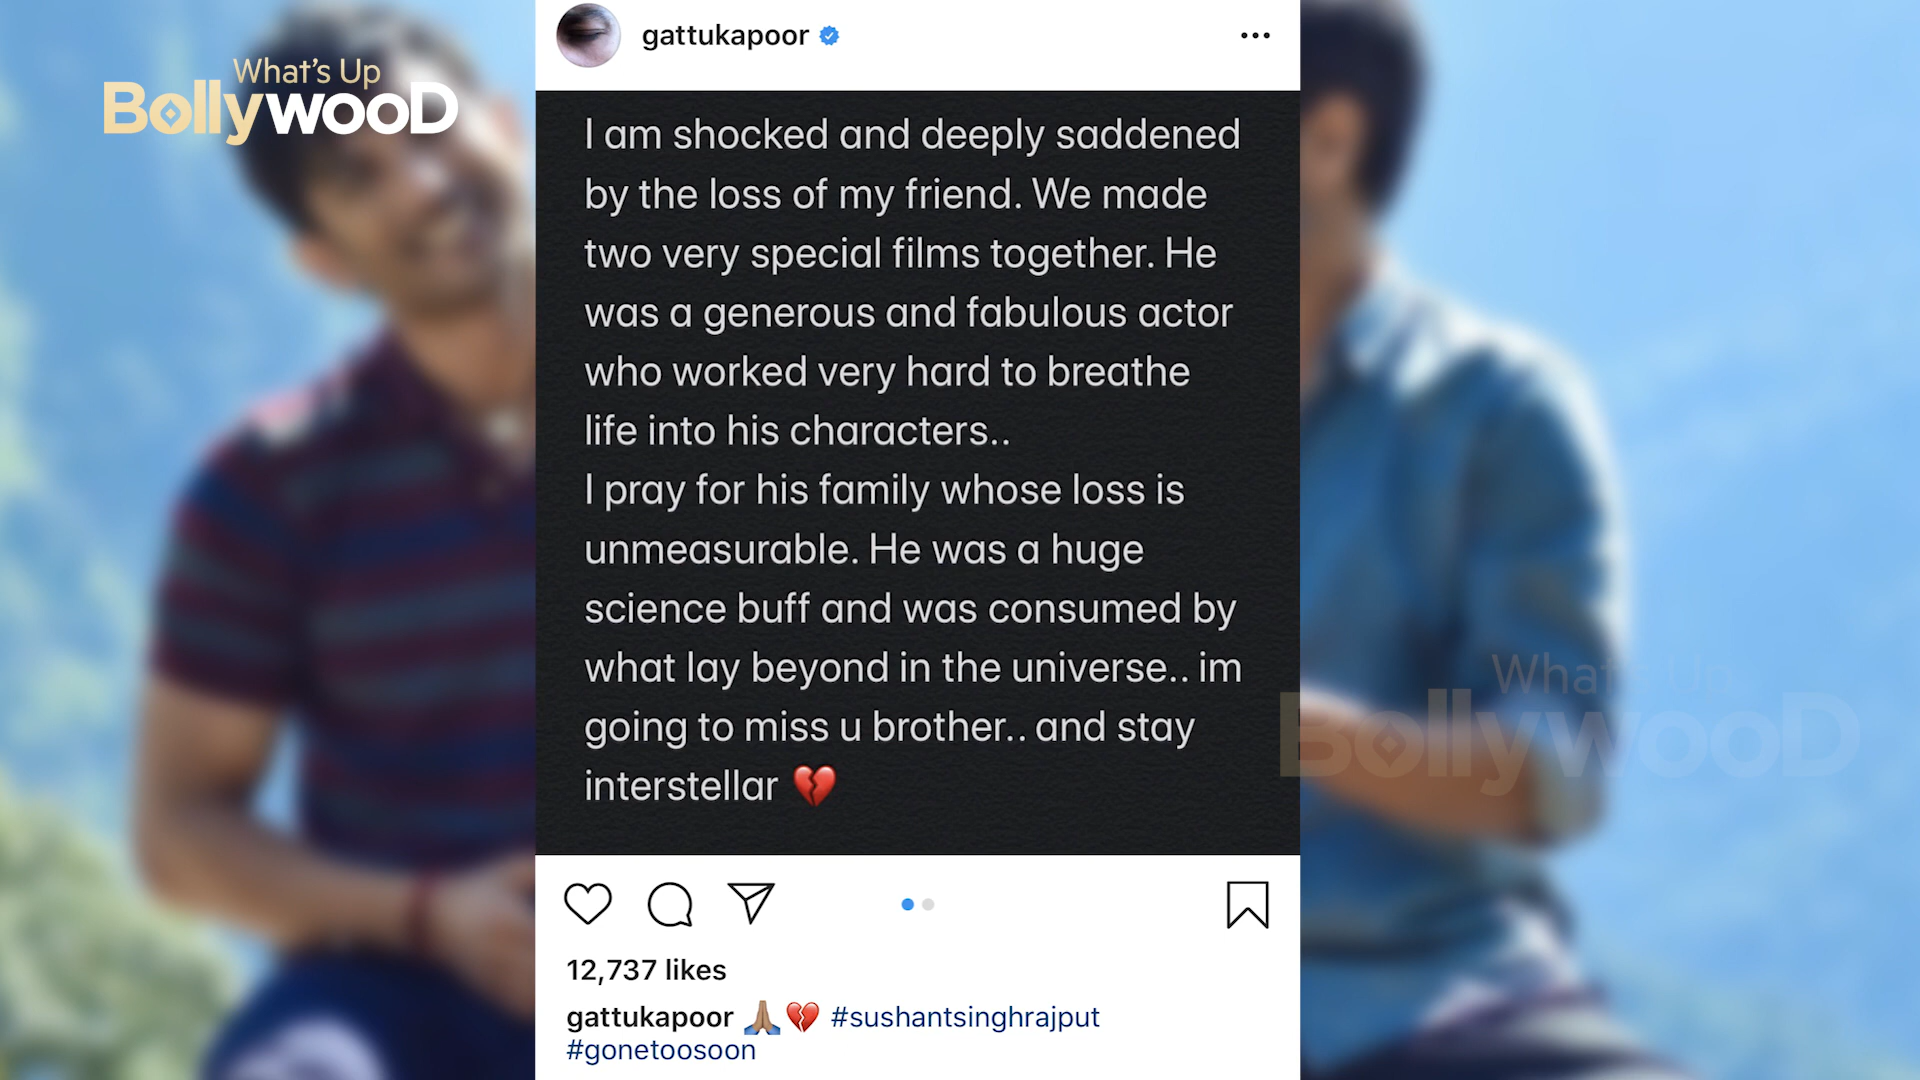 What's Up
BollywooD
gattukapoor
I am shocked and deeply saddened
by the loss of my friend. We made
two very special films together. He
was a generous and fabulous actor
who worked very hard to breathe
life into his characters..
I pray for his family whose loss is
unmeasurable. He was a huge
science buff and was consumed by
what lay beyond in the universe.. im
going to miss u brother.. and stay
interstellar 💔
What's Up
BollywooD
12,737 likes
gattukapoor 🙏🏽💔 #sushantsinghrajput
#gonetoosoon